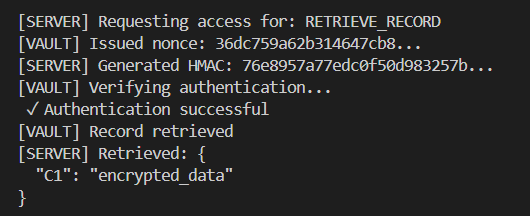 [SERVER] Requesting access for: RETRIEVE_RECORD
[VAULT] Issued nonce: 36dc759a62b314647cb8...
[SERVER] Generated HMAC: 76e8957a77edc0f50d983257b...
[VAULT] Verifying authentication...
✓ Authentication successful
[VAULT] Record retrieved
[SERVER] Retrieved: {
  "C1": "encrypted_data"
}